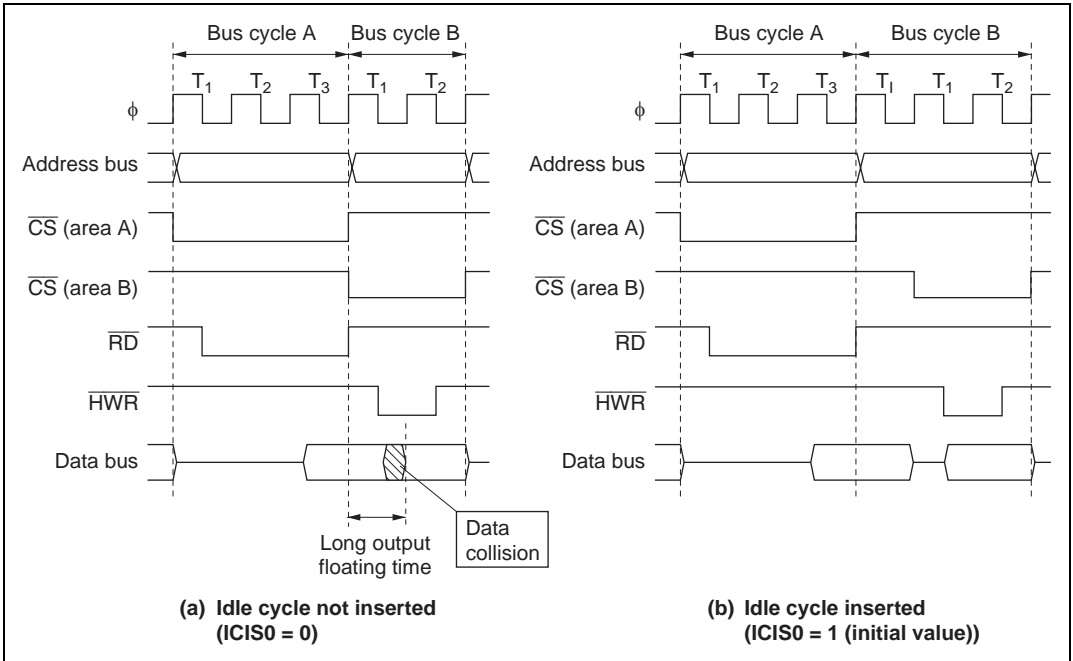 Bus cycle A
Bus cycle B
T1 T2 T3 T1 T2
ϕ
Address bus
CS (area A)
CS (area B)
RD
HWR
Data bus
Long output
floating time
Data
collision
(a) Idle cycle not inserted
(ICIS0 = 0)
Bus cycle A
Bus cycle B
T1 T2 T3 TI T1 T2
ϕ
Address bus
CS (area A)
CS (area B)
RD
HWR
Data bus
(b) Idle cycle inserted
(ICIS0 = 1 (initial value))